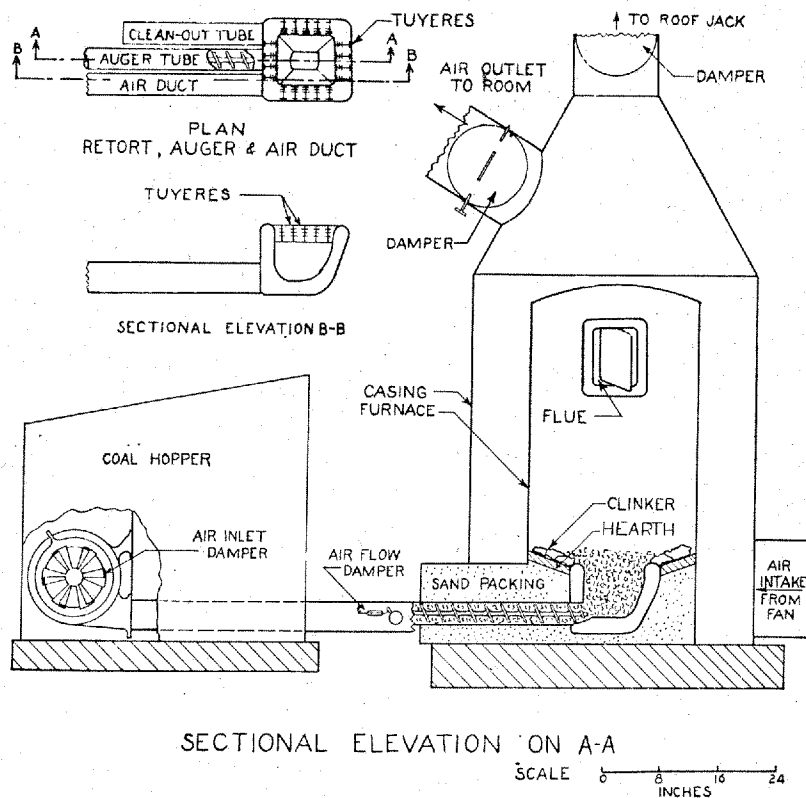 TUYERES
CLEAN-OUT TUBE
A
A
B
AUGER TUBE
B
AIR DUCT
PLAN
RETORT, AUGER & AIR DUCT
TUYERES
SECTIONAL ELEVATION B-B
TO ROOF JACK
DAMPER
AIR OUTLET
TO ROOM
DAMPER
CASING
FURNACE
FLUE
COAL HOPPER
AIR INLET
DAMPER
AIR FLOW
DAMPER
CLINKER
HEARTH
SAND PACKING
AIR
INTAKE
FROM
FAN
SECTIONAL ELEVATION ON A-A
SCALE
0 8 16 24
INCHES